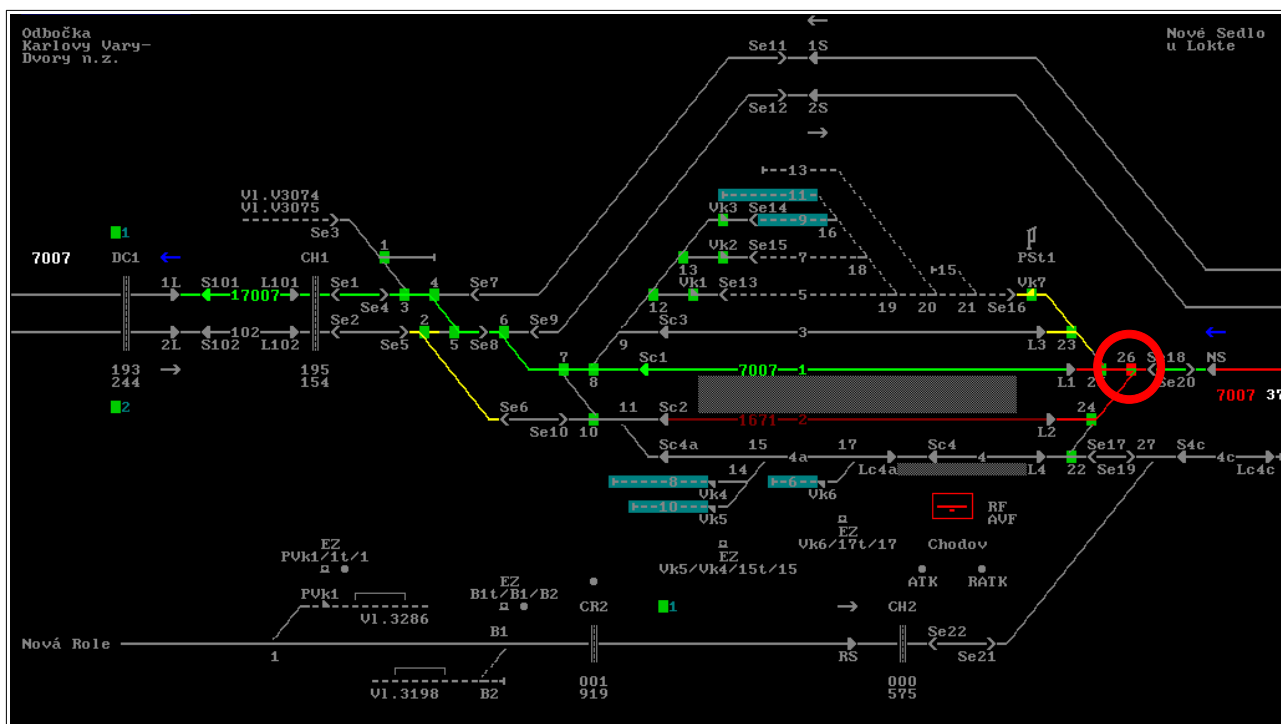 Odbočka
Karlovy Vary-
Dvory n.z.
Nové Sedlo
u Lokte
Se11 1S
Se12 2S
13
11
Vl.V3074
Vl.V3075
Se3
Vk3 Se14
9
16
1
1
7007 DC1 CH1
Vk2 Se15
7
13
18
PSt1
15
1L S101 L101 Se1
17007
Se4 3 4 Se7
Vk1 Se13
5
12
19 20 21 Se16 Vk7
2L S102 L102 Se2
102
Se5 2 5 Se8 6 Se9
Sc3
9
3
L3 23
193
244
195
154
7 8 Sc1
7007 1
L1 2 26 Se18 NS
Se20
7007 37
2
Se6
Se10 10 11 Sc2
1671 2
L2 24
Sc4a 15 17 Sc4
4a
Lc4a
4
L4 22 Se17 27 S4c
Se19
4c
Lc4c
8 14
Vk4
6
Vk6
10
Vk5
RF
AVF
EZ
PVk1/1t/1
EZ
Vk5/Vk4/15t/15
EZ
Vk6/17t/17
Chodov
ATK RATK
PVk1
Vl.3286
EZ
B1t/B1/B2
CR2
1
CH2
Nová Role
1
B1
RS
Se22
Se21
Vl.3198 B2
001
919
000
575